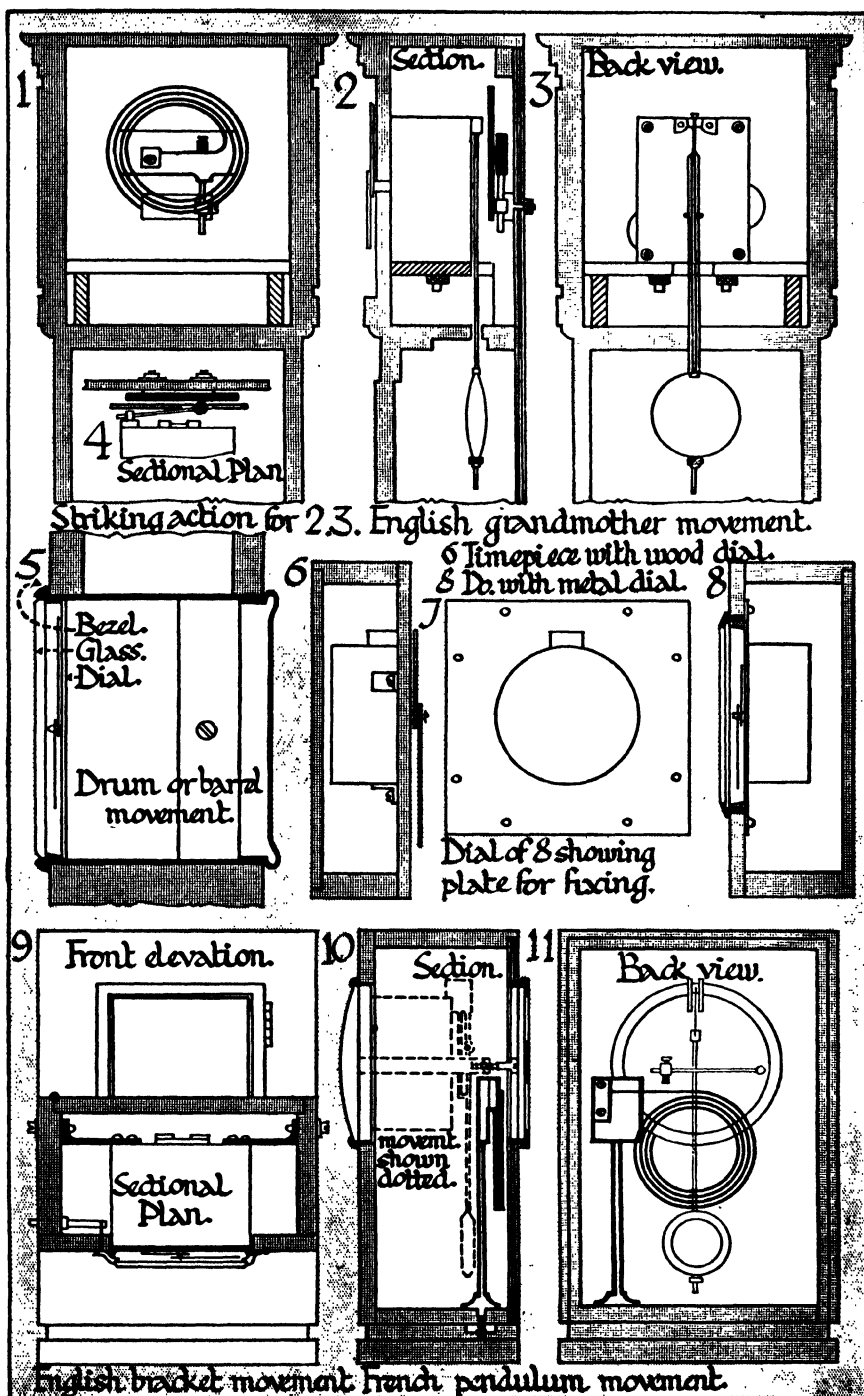 1
2
Section.
3
Back view.
4
Sectional Plan
Striking action for 2.3. English grandmother movement.
6 Timepiece with wood dial.
8 Do. with metal dial.
5
Bezel.
Glass.
Dial.
Drum or barrel
movement.
6
7
8
Dial of 8 showing
plate for facing.
9
Front elevation.
Sectional
Plan.
10
Section.
movemt.
shown
dotted.
11
Back view.
English bracket movement French pendulum movement.